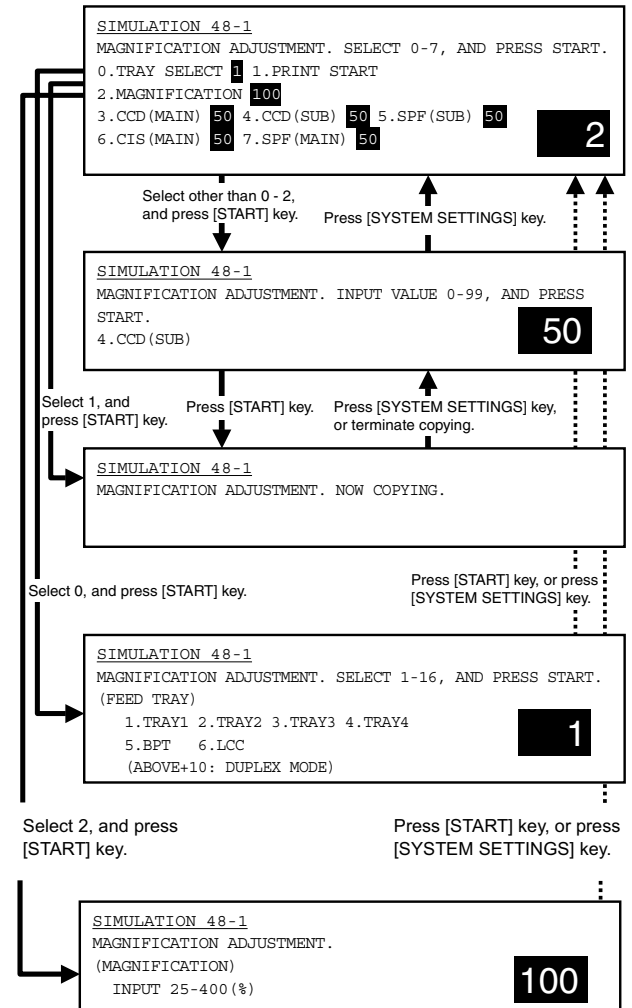 SIMULATION 48-1
MAGNIFICATION ADJUSTMENT. SELECT 0-7, AND PRESS START.
0.TRAY SELECT 1 1.PRINT START
2.MAGNIFICATION 100
3.CCD(MAIN) 50 4.CCD(SUB) 50 5.SPF(SUB) 50
6.CIS(MAIN) 50 7.SPF(MAIN) 50
2
Select other than 0 - 2,
and press [START] key.
Press [SYSTEM SETTINGS] key.
SIMULATION 48-1
MAGNIFICATION ADJUSTMENT. INPUT VALUE 0-99, AND PRESS
START.
4.CCD(SUB)
50
Select 1, and
press [START] key.
Press [START] key.
Press [SYSTEM SETTINGS] key,
or terminate copying.
SIMULATION 48-1
MAGNIFICATION ADJUSTMENT. NOW COPYING.
Select 0, and press [START] key.
Press [START] key, or press
[SYSTEM SETTINGS] key.
SIMULATION 48-1
MAGNIFICATION ADJUSTMENT. SELECT 1-16, AND PRESS START.
(FEED TRAY)
1.TRAY1 2.TRAY2 3.TRAY3 4.TRAY4
5.BPT 6.LCC
(ABOVE+10: DUPLEX MODE)
1
Select 2, and press
[START] key.
Press [START] key, or press
[SYSTEM SETTINGS] key.
SIMULATION 48-1
MAGNIFICATION ADJUSTMENT.
(MAGNIFICATION)
INPUT 25-400(%)
100